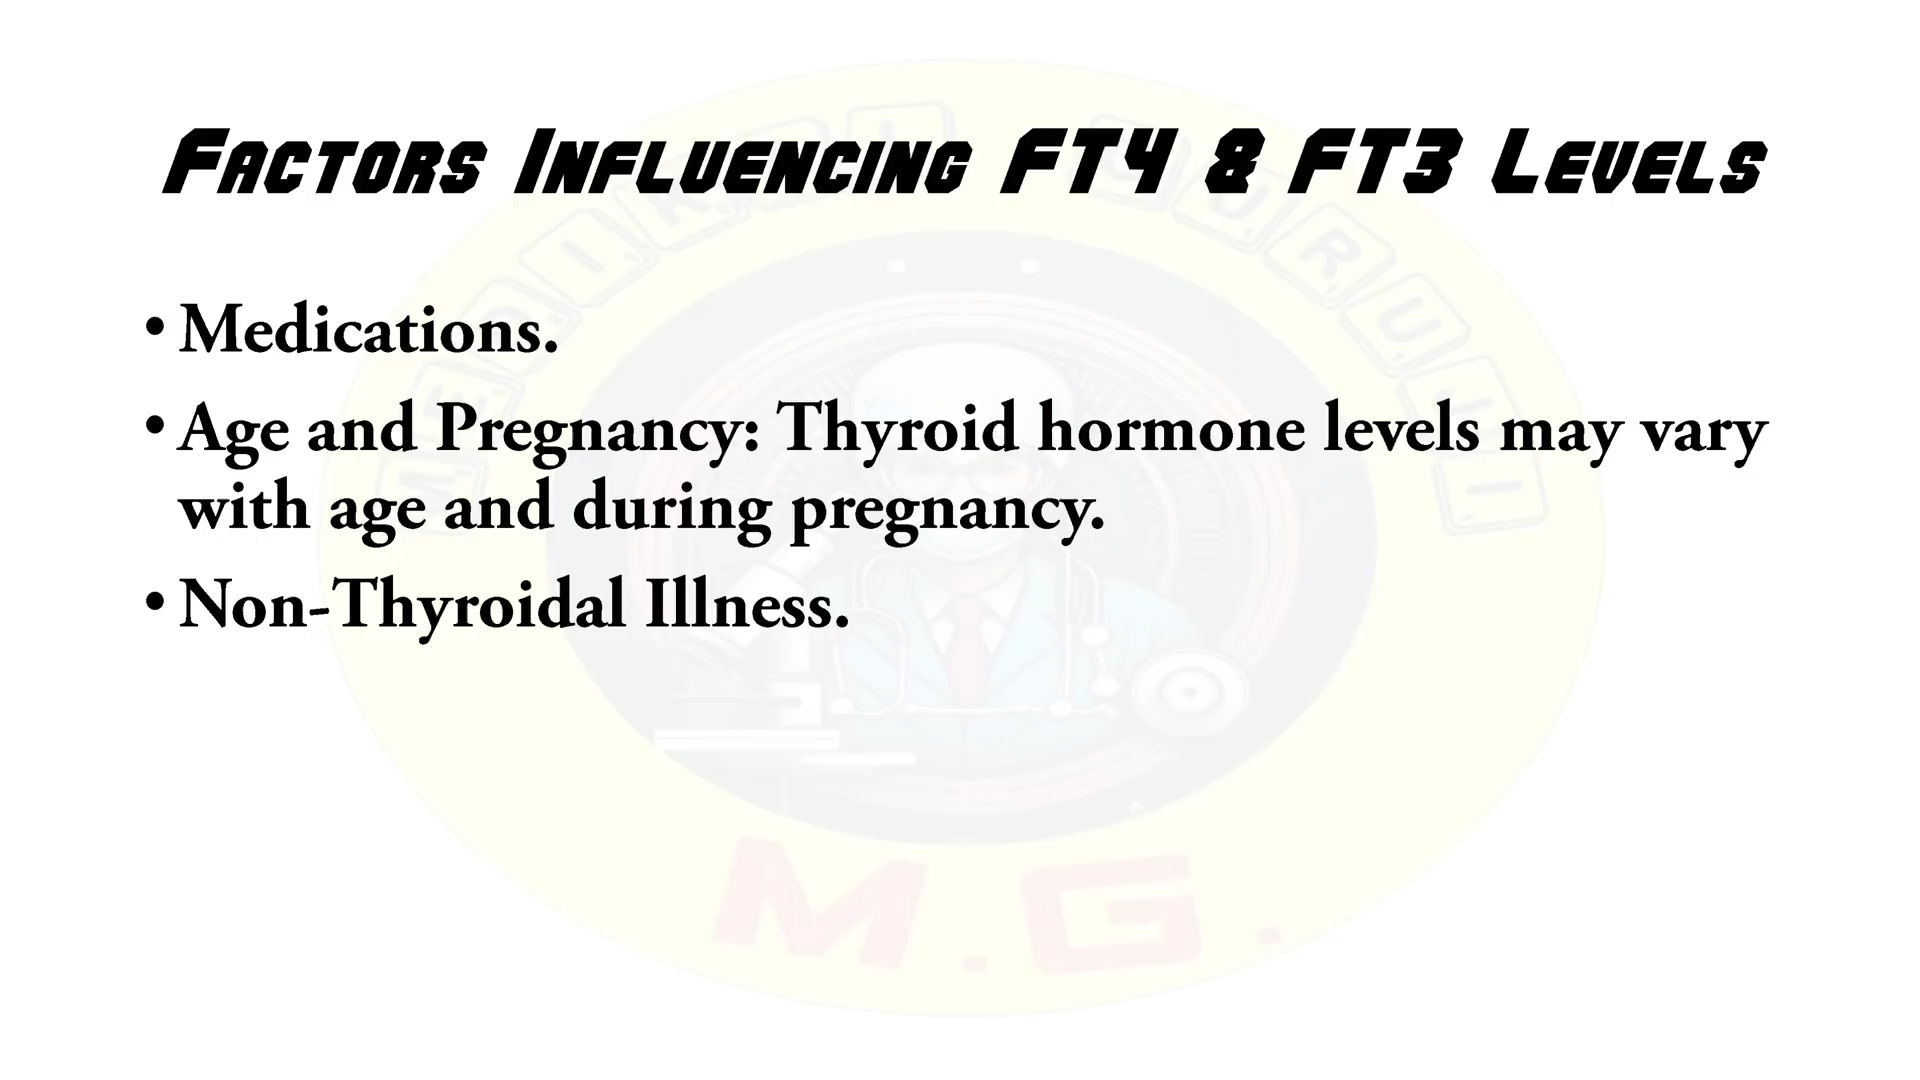 Factors Influencing FT4 & FT3 Levels
• Medications.
• Age and Pregnancy: Thyroid hormone levels may vary
with age and during pregnancy.
• Non-Thyroidal Illness.
M.G.